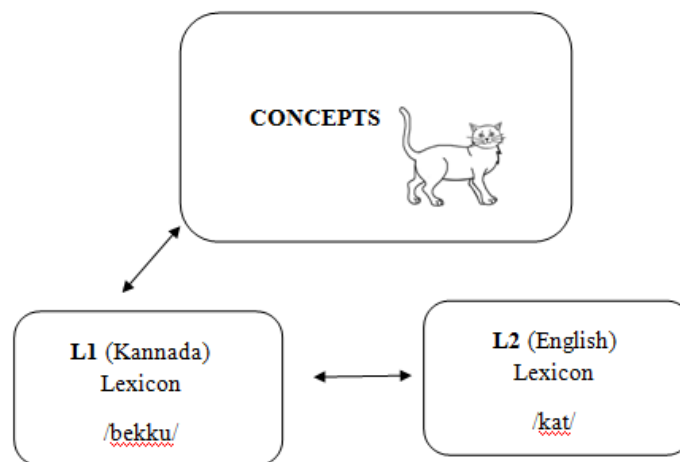 CONCEPTS
L1 (Kannada)
Lexicon
/bekku/
L2 (English)
Lexicon
/kat/